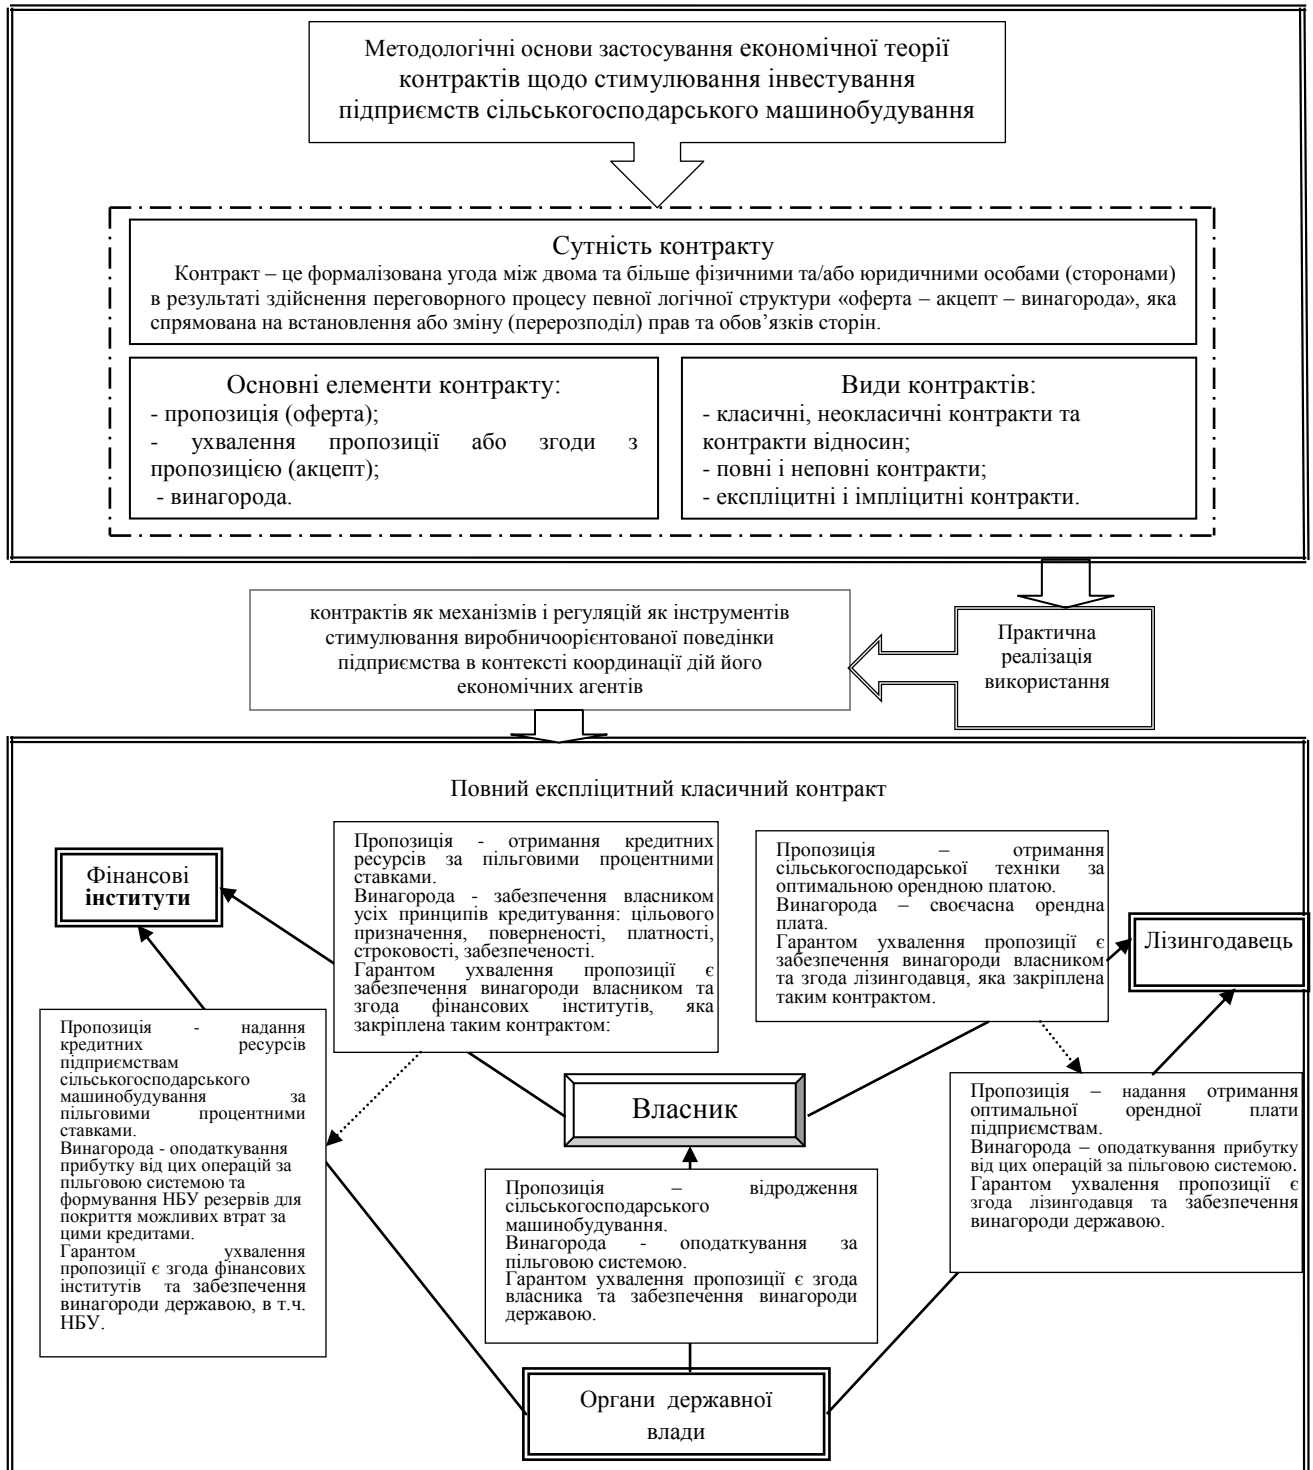 Методологічні основи застосування економічної теорії
контрактів щодо стимулювання інвестування
підприємств сільськогосподарського машинобудування
Сутність контракту
Контракт – це формалізована угода між двома та більше фізичними та/або юридичними особами (сторонами)
в результаті здійснення переговорного процесу певної логічної структури «оферта – акцепт – винагорода», яка
спрямована на встановлення або зміну (перерозподіл) прав та обов’язків сторін.
Основні елементи контракту:
- пропозиція (оферта);
- ухвалення пропозиції або згоди з
пропозицією (акцепт);
- винагорода.
Види контрактів:
- класичні, неокласичні контракти та
контракти відносин;
- повні і неповні контракти;
- експліцитні і імпліцитні контракти.
контрактів як механізмів і регуляцій як інструментів
стимулювання виробничоорієнтованої поведінки
підприємства в контексті координації дій його
економічних агентів
Практична
реалізація
використання
Повний експліцитний класичний контракт
Фінансові
інститути
Пропозиція - отримання кредитних
ресурсів за пільговими процентними
ставками.
Винагорода - забезпечення власником
усіх принципів кредитування: цільового
призначення, поверненості, платності,
строковості, забезпеченості.
Гарантом ухвалення пропозиції є
забезпечення винагороди власником та
згода фінансових інститутів, яка
закріплена таким контрактом:
Пропозиція – отримання
сільськогосподарської техніки за
оптимальною орендною платою.
Винагорода – своєчасна орендна
плата.
Гарантом ухвалення пропозиції є
забезпечення винагороди власником
та згода лізингодавця, яка закріплена
таким контрактом.
Лізингодавець
Пропозиція - надання
кредитних ресурсів
підприємствам
сільськогосподарського
машинобудування за
пільговими процентними
ставками.
Винагорода - оподаткування
прибутку від цих операцій за
пільговою системою та
формування НБУ резервів для
покриття можливих втрат за
цими кредитами.
Гарантом ухвалення
пропозиції є згода фінансових
інститутів та забезпечення
винагороди державою, в т.ч.
НБУ.
Власник
Пропозиція – надання отримання
оптимальної орендної плати
підприємствам.
Винагорода – оподаткування прибутку
від цих операцій за пільговою системою.
Гарантом ухвалення пропозиції є
згода лізингодавця та забезпечення
винагороди державою.
Пропозиція – відродження
сільськогосподарського
машинобудування.
Винагорода - оподаткування за
пільговою системою.
Гарантом ухвалення пропозиції є згода
власника та забезпечення винагороди
державою.
Органи державної
влади